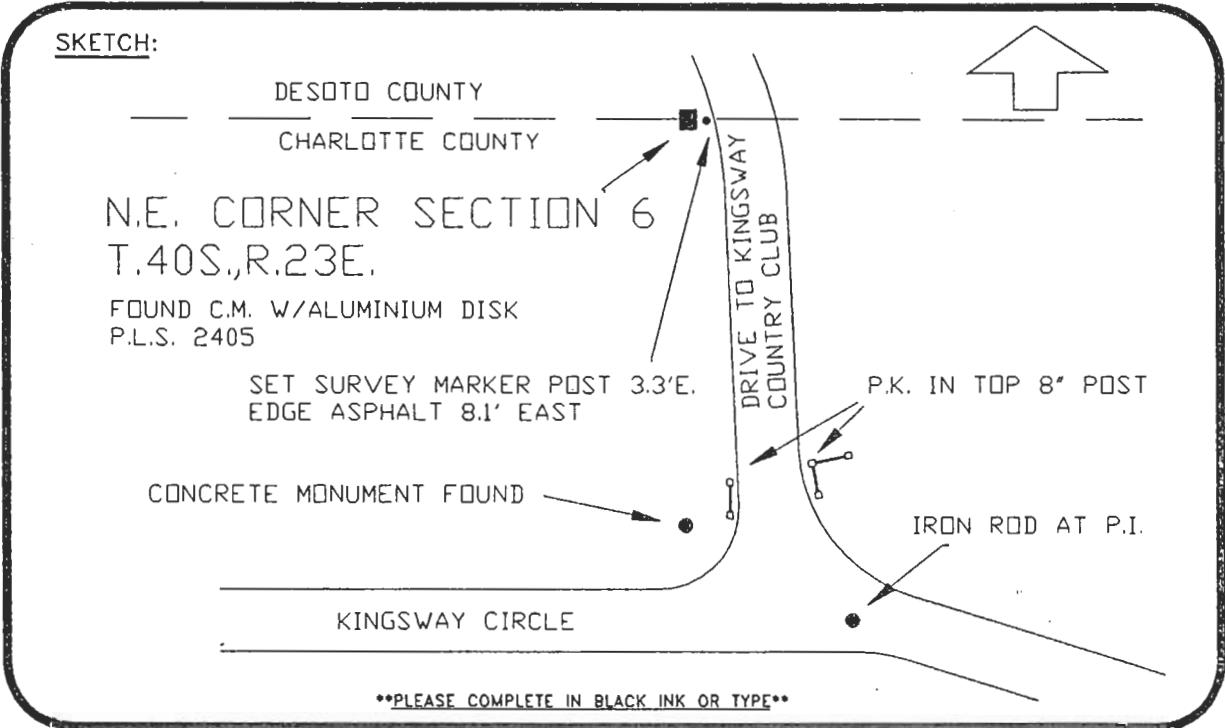 SKETCH:
DESOTO COUNTY
CHARLOTTE COUNTY
N.E. CORNER SECTION 6
T.40S.,R.23E.
FOUND C.M. W/ALUMINIUM DISK
P.L.S. 2405
SET SURVEY MARKER POST 3.3'E.
EDGE ASPHALT 8.1' EAST
DRIVE TO KINGSWAY
COUNTRY CLUB
P.K. IN TOP 8" POST
CONCRETE MONUMENT FOUND
IRON ROD AT P.I.
KINGSWAY CIRCLE
**PLEASE COMPLETE IN BLACK INK OR TYPE**